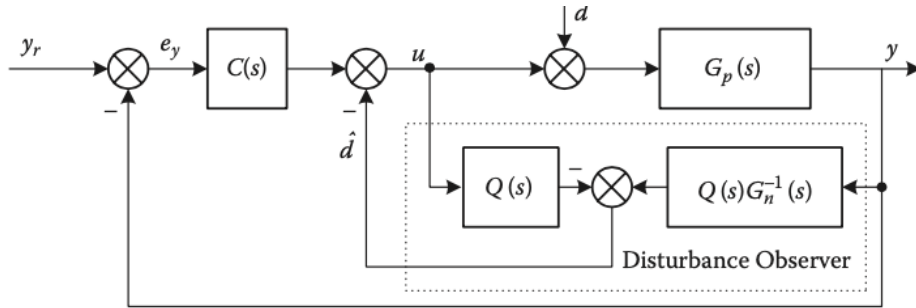 d
y_r
e_y
C(s)
u
G_p(s)
y
−
−
d̂
Q(s)
−
Q(s)G_n^{-1}(s)
Disturbance Observer